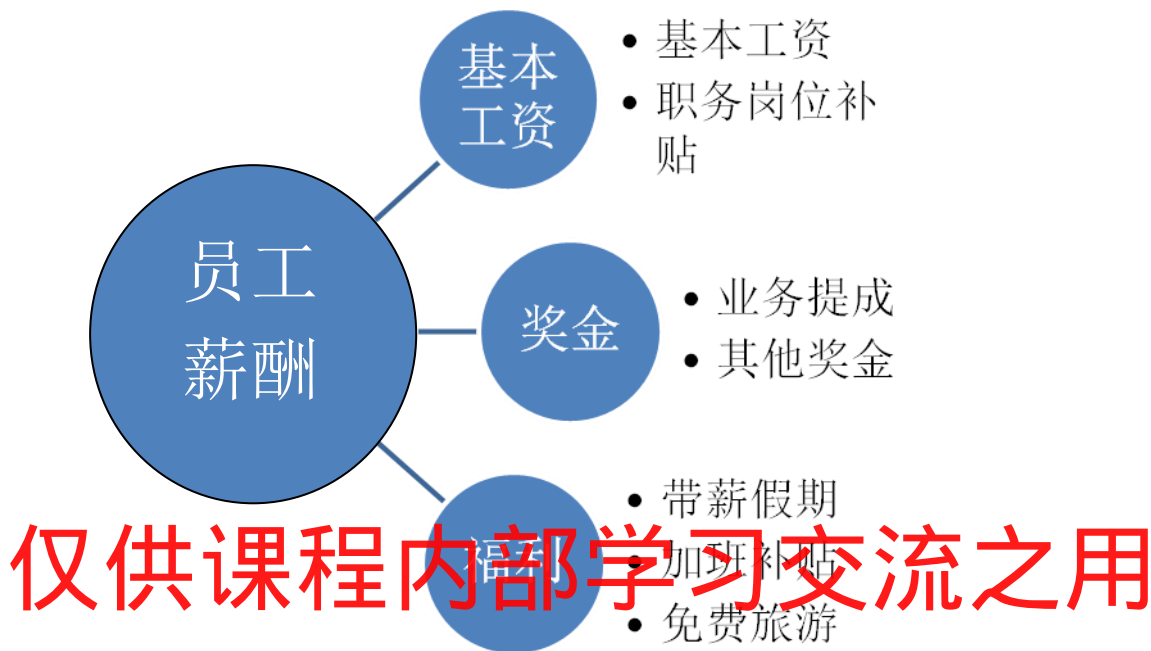 员工
薪酬
基本
工资
• 基本工资
• 职务岗位补
贴
奖金
• 业务提成
• 其他奖金
福利
• 带薪假期
• 加班补贴
• 免费旅游
仅供课程内部学习交流之用